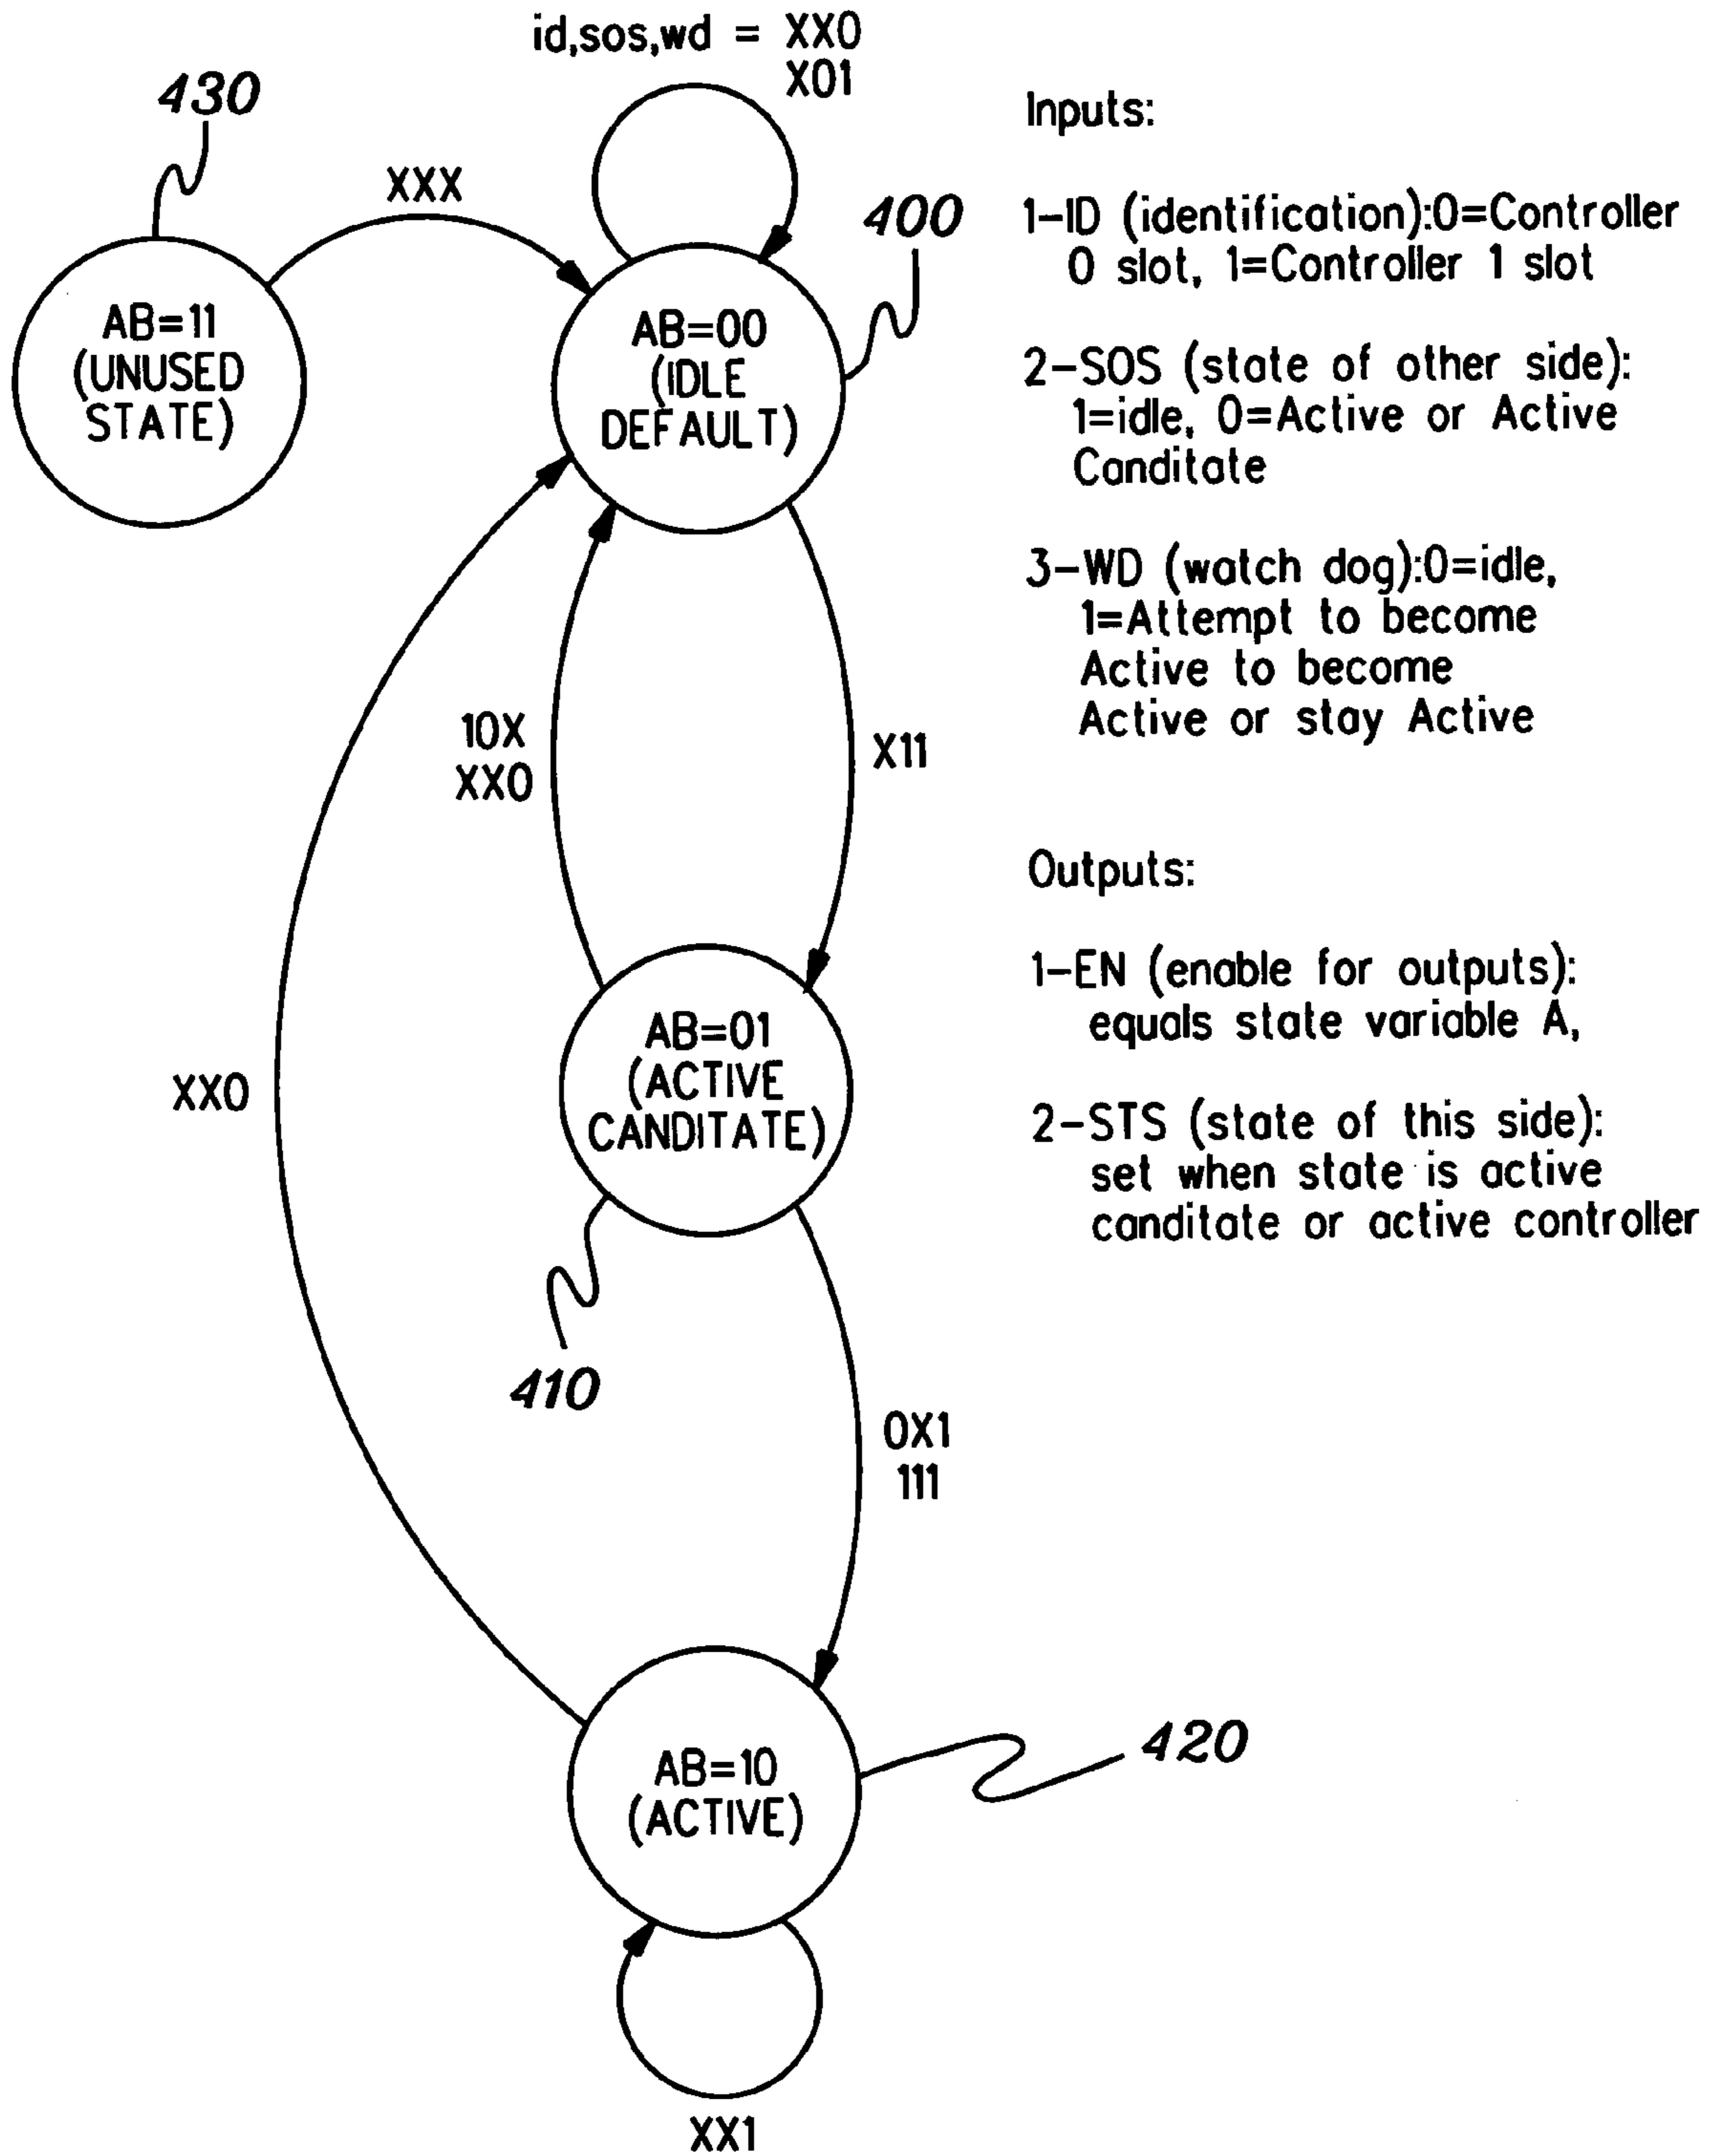 id,sos,wd = XX0
X01
430
XXX
400
AB=11
(UNUSED
STATE)
AB=00
(IDLE
DEFAULT)
10X
XX0
X11
XX0
AB=01
(ACTIVE
CANDITATE)
410
0X1
111
AB=10
(ACTIVE)
420
XX1
Inputs:
1-ID (identification):0=Controller
0 slot, 1=Controller 1 slot
2-SOS (state of other side):
1=idle, 0=Active or Active
Canditate
3-WD (watch dog):0=idle,
1=Attempt to become
Active to become
Active or stay Active
Outputs:
1-EN (enable for outputs):
equals state variable A,
2-STS (state of this side):
set when state is active
canditate or active controller